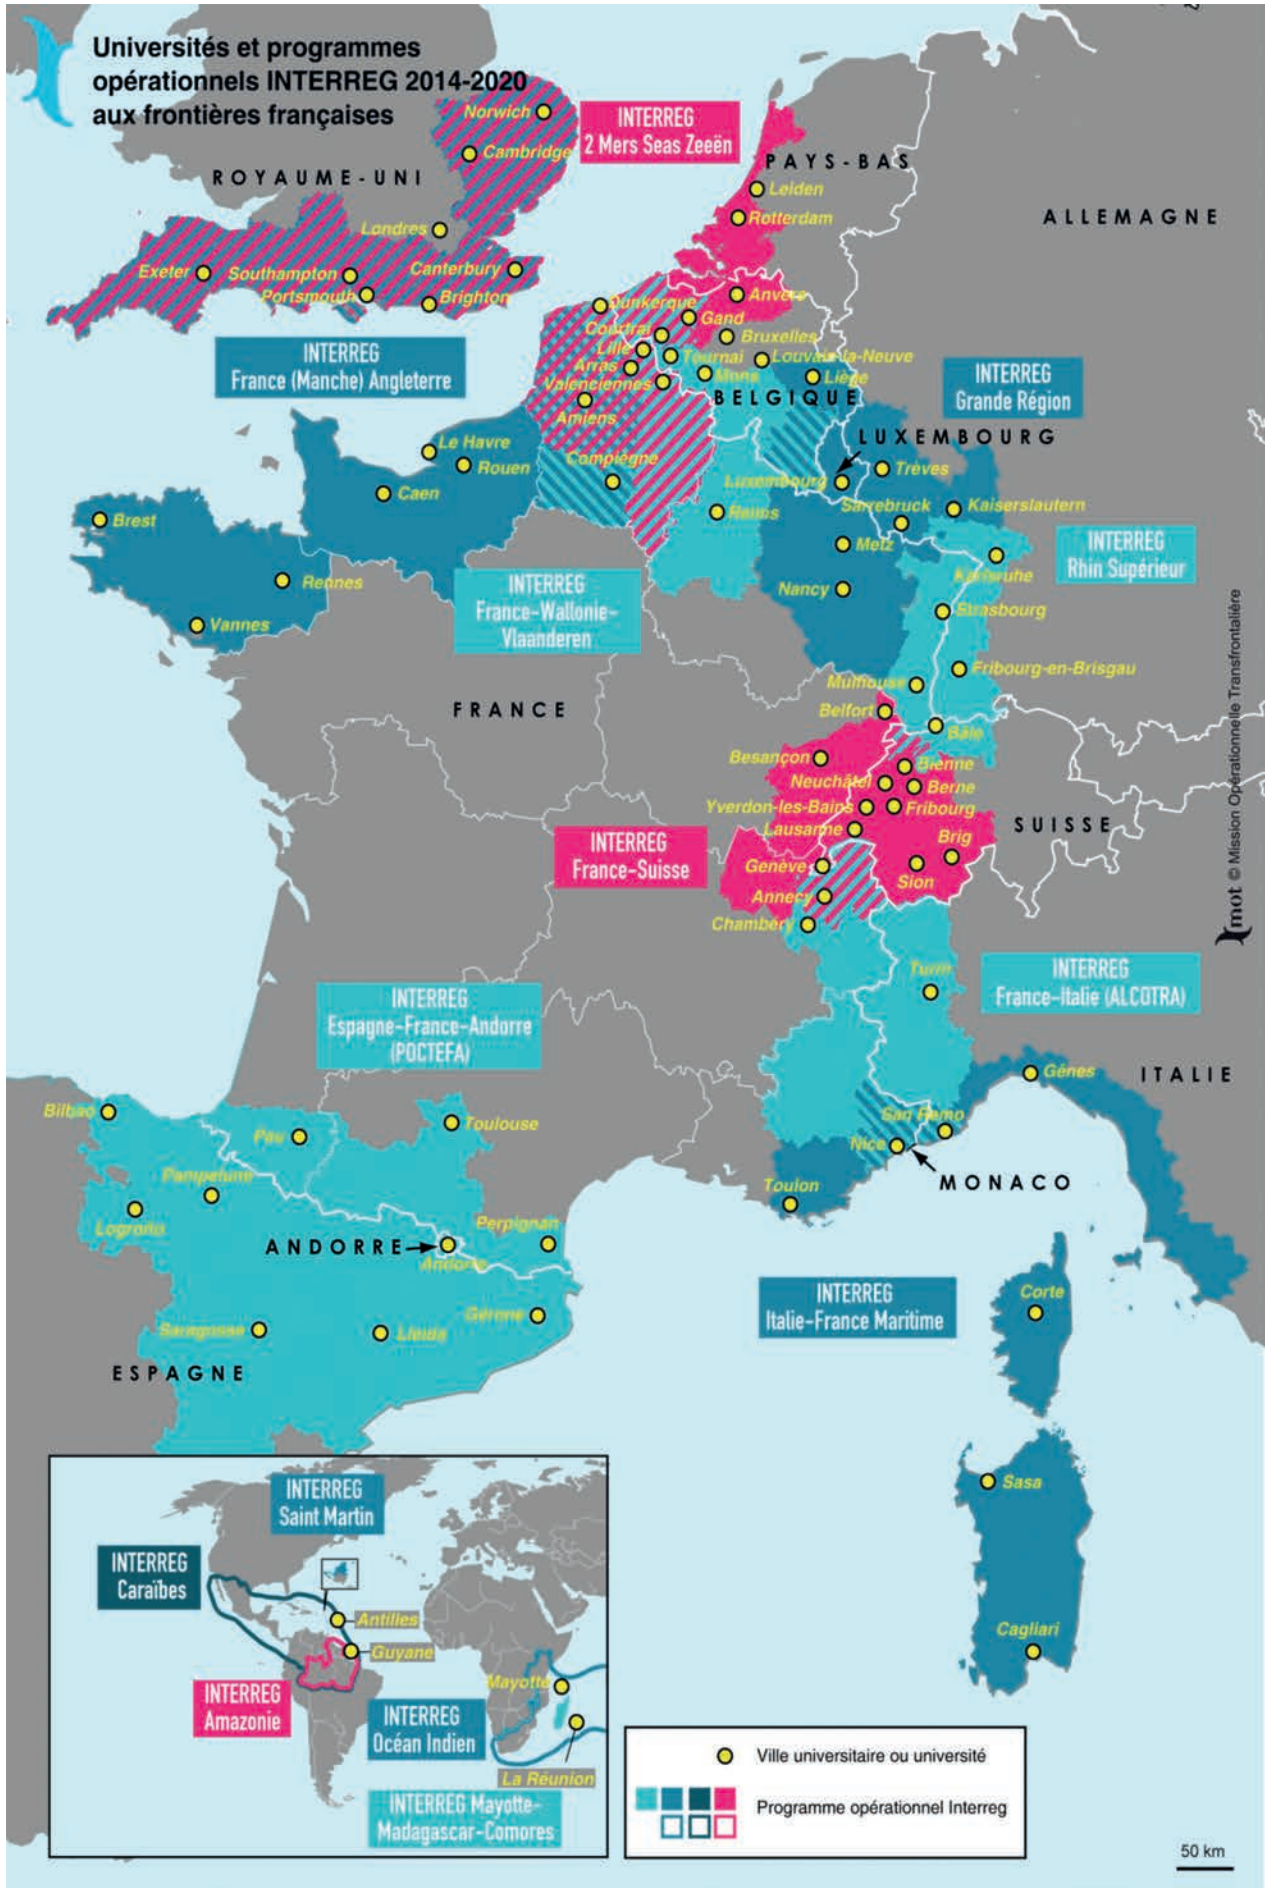 Universités et programmes
opérationnels INTERREG 2014-2020
aux frontières françaises
Norwich
INTERREG
2 Mers Seas Zeeën
Cambridge
PAYS-BAS
ROYAUME-UNI
Leiden
Rotterdam
ALLEMAGNE
Londres
Exeter
Southampton
Canterbury
Portsmouth
Brighton
Dunkerque
Anvers
Gand
Courtrai
Bruxelles
Lille
Tournai
Louvain-la-Neuve
Arras
Mons
Liège
Valenciennes
BELGIQUE
Amiens
INTERREG
France (Manche) Angleterre
INTERREG
Grande Région
LUXEMBOURG
Le Havre
Rouen
Compiègne
Trèves
Luxembourg
Caen
Sarrebruck
Kaiserslautern
Reims
Brest
Metz
INTERREG
Rhin Supérieur
Karlsruhe
Rennes
Nancy
INTERREG
France-Wallonie-
Vlaanderen
Strasbourg
Vannes
Fribourg-en-Brisgau
Mulhouse
FRANCE
Belfort
Bâle
Besançon
Bienne
Neuchâtel
Berne
Yverdon-les-Bains
Fribourg
Lausanne
SUISSE
Brig
INTERREG
France-Suisse
Genève
Sion
Annecy
Chambéry
mot © Mission Opérationnelle Transfrontalière
Turin
INTERREG
France-Italie (ALCOTRA)
INTERREG
Espagne-France-Andorre
(POCTEFA)
Gênes
ITALIE
Bilbao
Toulouse
Pau
San Remo
Nice
Pampelune
MONACO
Toulon
Logroño
Perpignan
ANDORRE
Andorre
INTERREG
Italie-France Maritime
Corte
Gérone
Saragosse
Lleida
ESPAGNE
Sasa
Cagliari
INTERREG
Saint Martin
INTERREG
Caraïbes
Antilles
Guyane
INTERREG
Amazonie
Mayotte
INTERREG
Océan Indien
La Réunion
INTERREG Mayotte-
Madagascar-Comores
Ville universitaire ou université
Programme opérationnel Interreg
50 km